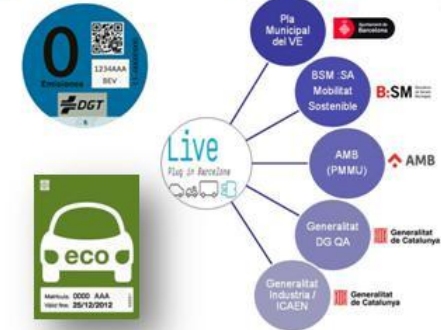 0
Emisiones
1234AAA
BEV
DGT
eco
Matrícula: 0000 AAA
Vàlid fins: 25/12/2012
Live
Plug in Barcelona
Pla
Municipal
del VE
Ajuntament de
Barcelona
BSM :SA
Mobilitat
Sostenible
B:SM
AMB
(PMMU)
AMB
Generalitat
DG QA
Generalitat
de Catalunya
Generalitat
Industria /
ICAEN
Generalitat
de Catalunya